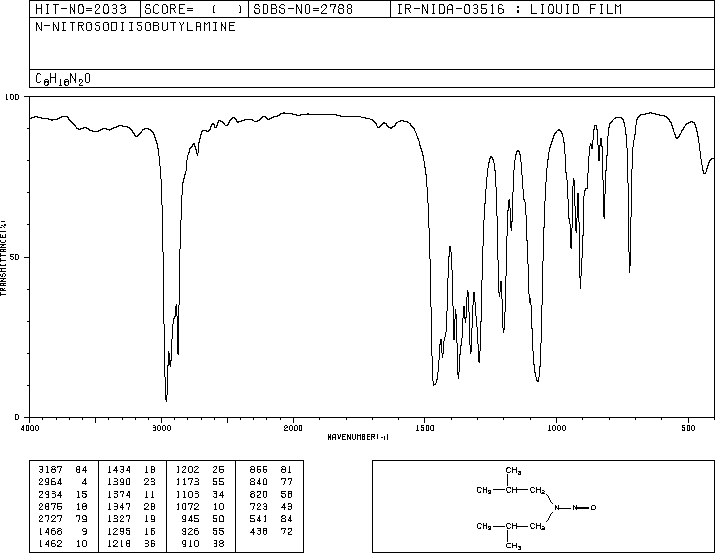 HIT-NO=2033 SCORE= ( ) SDBS-NO=2788 IR-NIDA-03516 : LIQUID FILM
N-NITROSODIISOBUTYLAMINE
C8H18N2O
100
50
0
TRANSMITTANCE(%)
4000 3000 2000 1500 1000 500
WAVENUMBER(-1)
3187 84 1434 18 1202 26 866 81
2964 4 1390 23 1173 55 840 77
2934 15 1374 11 1103 34 820 58
2875 18 1347 28 1072 10 723 43
2727 79 1327 19 945 50 541 84
1466 9 1295 16 926 55 438 72
1462 10 1218 36 910 38
CH3
CH3 CH CH2
N N O
CH3 CH CH2
CH3